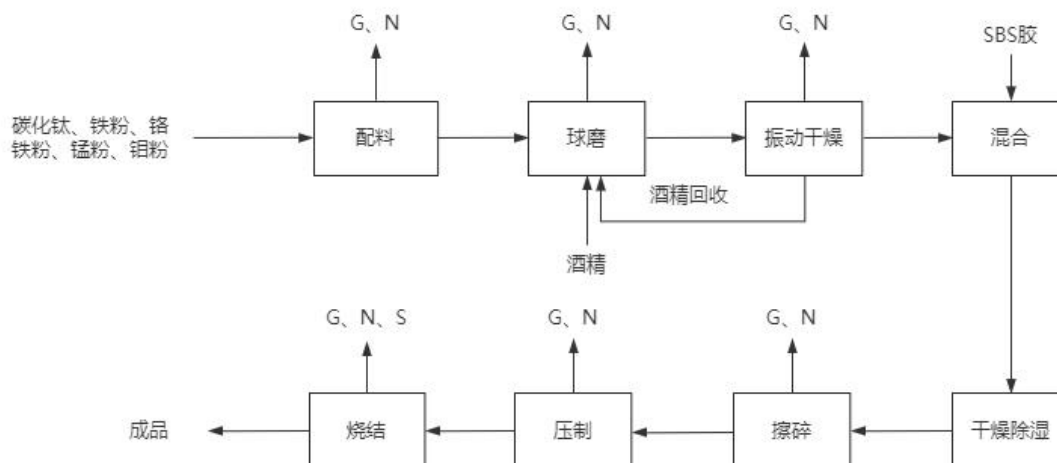 G、N
G、N
G、N
SBS胶
碳化钛、铁粉、铬
铁粉、锰粉、钼粉
配料
球磨
振动干燥
混合
酒精回收
酒精
G、N、S
G、N
G、N
成品
烧结
压制
擦碎
干燥除湿